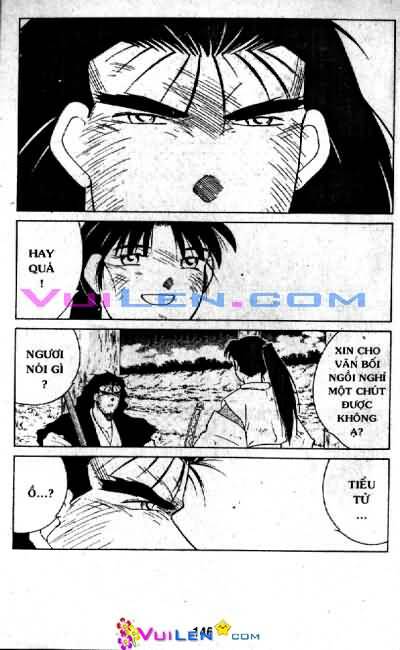 HAY
QUÁ
!
VUILEN.COM
XIN CHO
VÃN BỐI
NGỒI NGHỈ
MỘT CHÚT
ĐƯỢC
KHÔNG
Ạ?
NGƯƠI
NÓI GÌ
?
TIỂU
TỬ
...
Ồ...?
146
VUILEN.COM